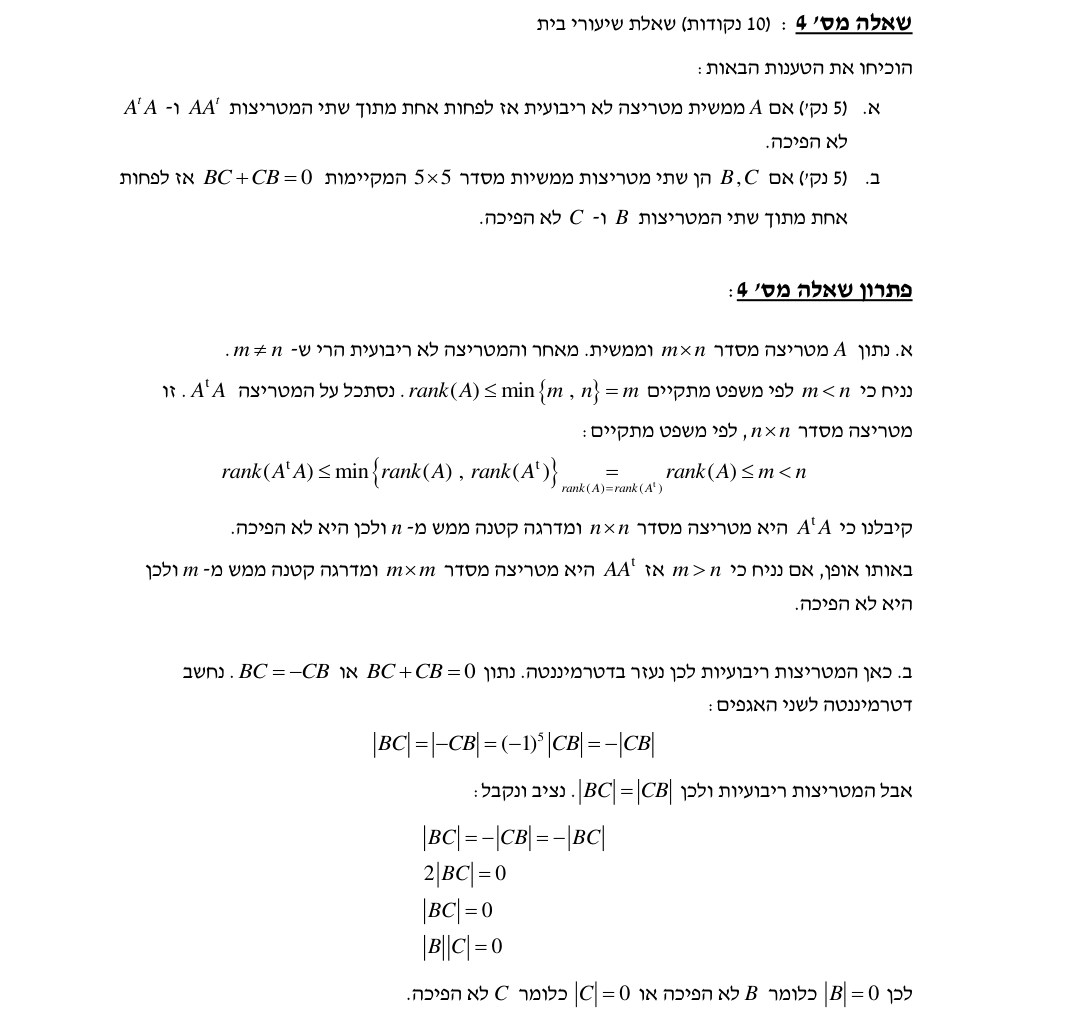 שאלה מס' 4 : (10 נקודות) שאלת שיעורי בית
הוכיחו את הטענות הבאות :
א. (5 נק') אם A ממשית מטריצה לא ריבועית אז לפחות אחת מתוך שתי המטריצות AAᵗ ו- AᵗA
לא הפיכה.
ב. (5 נק') אם B, C הן שתי מטריצות ממשיות מסדר 5×5 המקיימות BC + CB = 0 אז לפחות
אחת מתוך שתי המטריצות B ו- C לא הפיכה.
פתרון שאלה מס' 4 :
א. נתון A מטריצה מסדר m×n וממשית. מאחר והמטריצה לא ריבועית הרי ש- m ≠ n .
נניח כי m < n לפי משפט מתקיים rank(A) ≤ min{m , n} = m . נסתכל על המטריצה AᵗA . זו
מטריצה מסדר n×n , לפי משפט מתקיים :
rank(AᵗA) ≤ min{rank(A) , rank(Aᵗ)} = rank(A) ≤ m < n
rank(A)=rank(Aᵗ)
קיבלנו כי AᵗA היא מטריצה מסדר n×n ומדרגה קטנה ממש מ- n ולכן היא לא הפיכה.
באותו אופן, אם נניח כי m > n אז AAᵗ היא מטריצה מסדר m×m ומדרגה קטנה ממש מ- m ולכן
היא לא הפיכה.
ב. כאן המטריצות ריבועיות לכן נעזר בדטרמיננטה. נתון BC + CB = 0 או BC = −CB . נחשב
דטרמיננטה לשני האגפים :
|BC| = |−CB| = (−1)⁵|CB| = −|CB|
אבל המטריצות ריבועיות ולכן |BC| = |CB| . נציב ונקבל :
|BC| = −|CB| = −|BC|
2|BC| = 0
|BC| = 0
|B||C| = 0
לכן |B| = 0 כלומר B לא הפיכה או |C| = 0 כלומר C לא הפיכה.